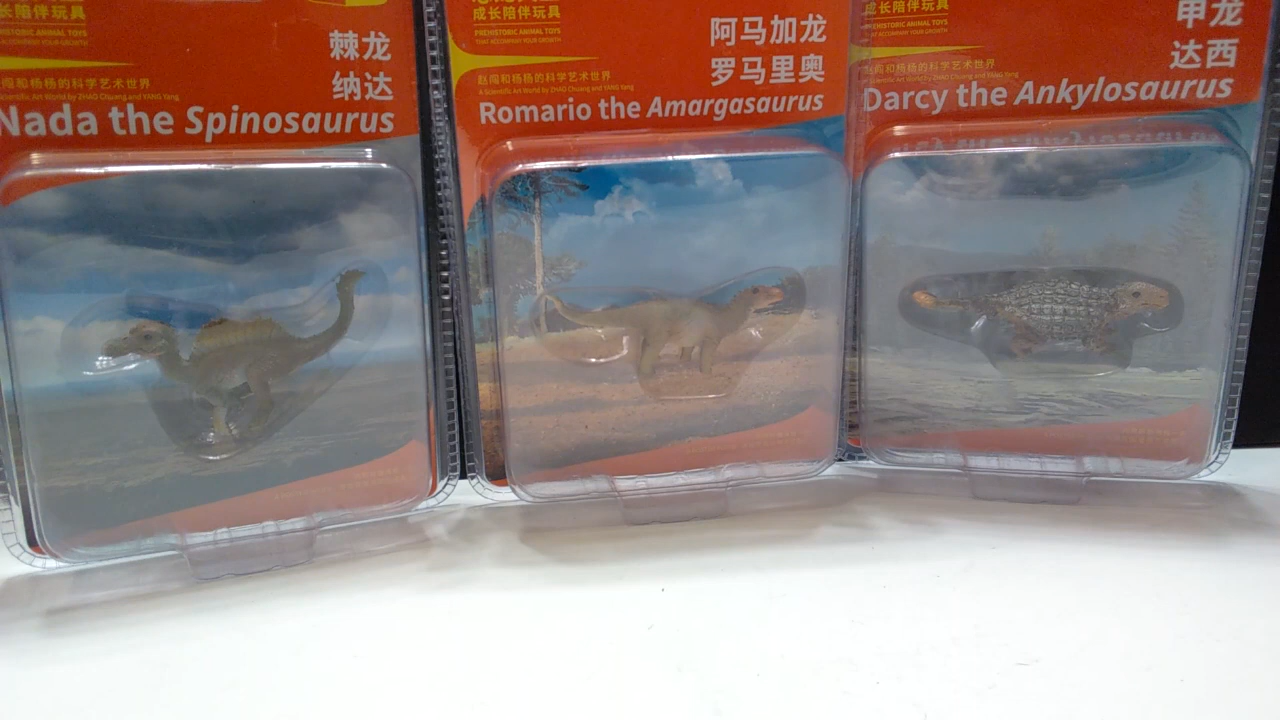 成长陪伴玩具
PREHISTORIC ANIMAL TOYS
THAT ACCOMPANY YOUR GROWTH
棘龙
纳达
赵闯和杨杨的科学艺术世界
Scientific Art World by ZHAO Chuang and YANG Yang
Nada the Spinosaurus
成长陪伴玩具
PREHISTORIC ANIMAL TOYS
THAT ACCOMPANY YOUR GROWTH
阿马加龙
罗马里奥
赵闯和杨杨的科学艺术世界
A Scientific Art World by ZHAO Chuang and YANG Yang
Romario the Amargasaurus
成长陪伴玩具
PREHISTORIC ANIMAL TOYS
THAT ACCOMPANY YOUR GROWTH
甲龙
达西
赵闯和杨杨的科学艺术世界
A Scientific Art World by ZHAO Chuang and YANG Yang
Darcy the Ankylosaurus